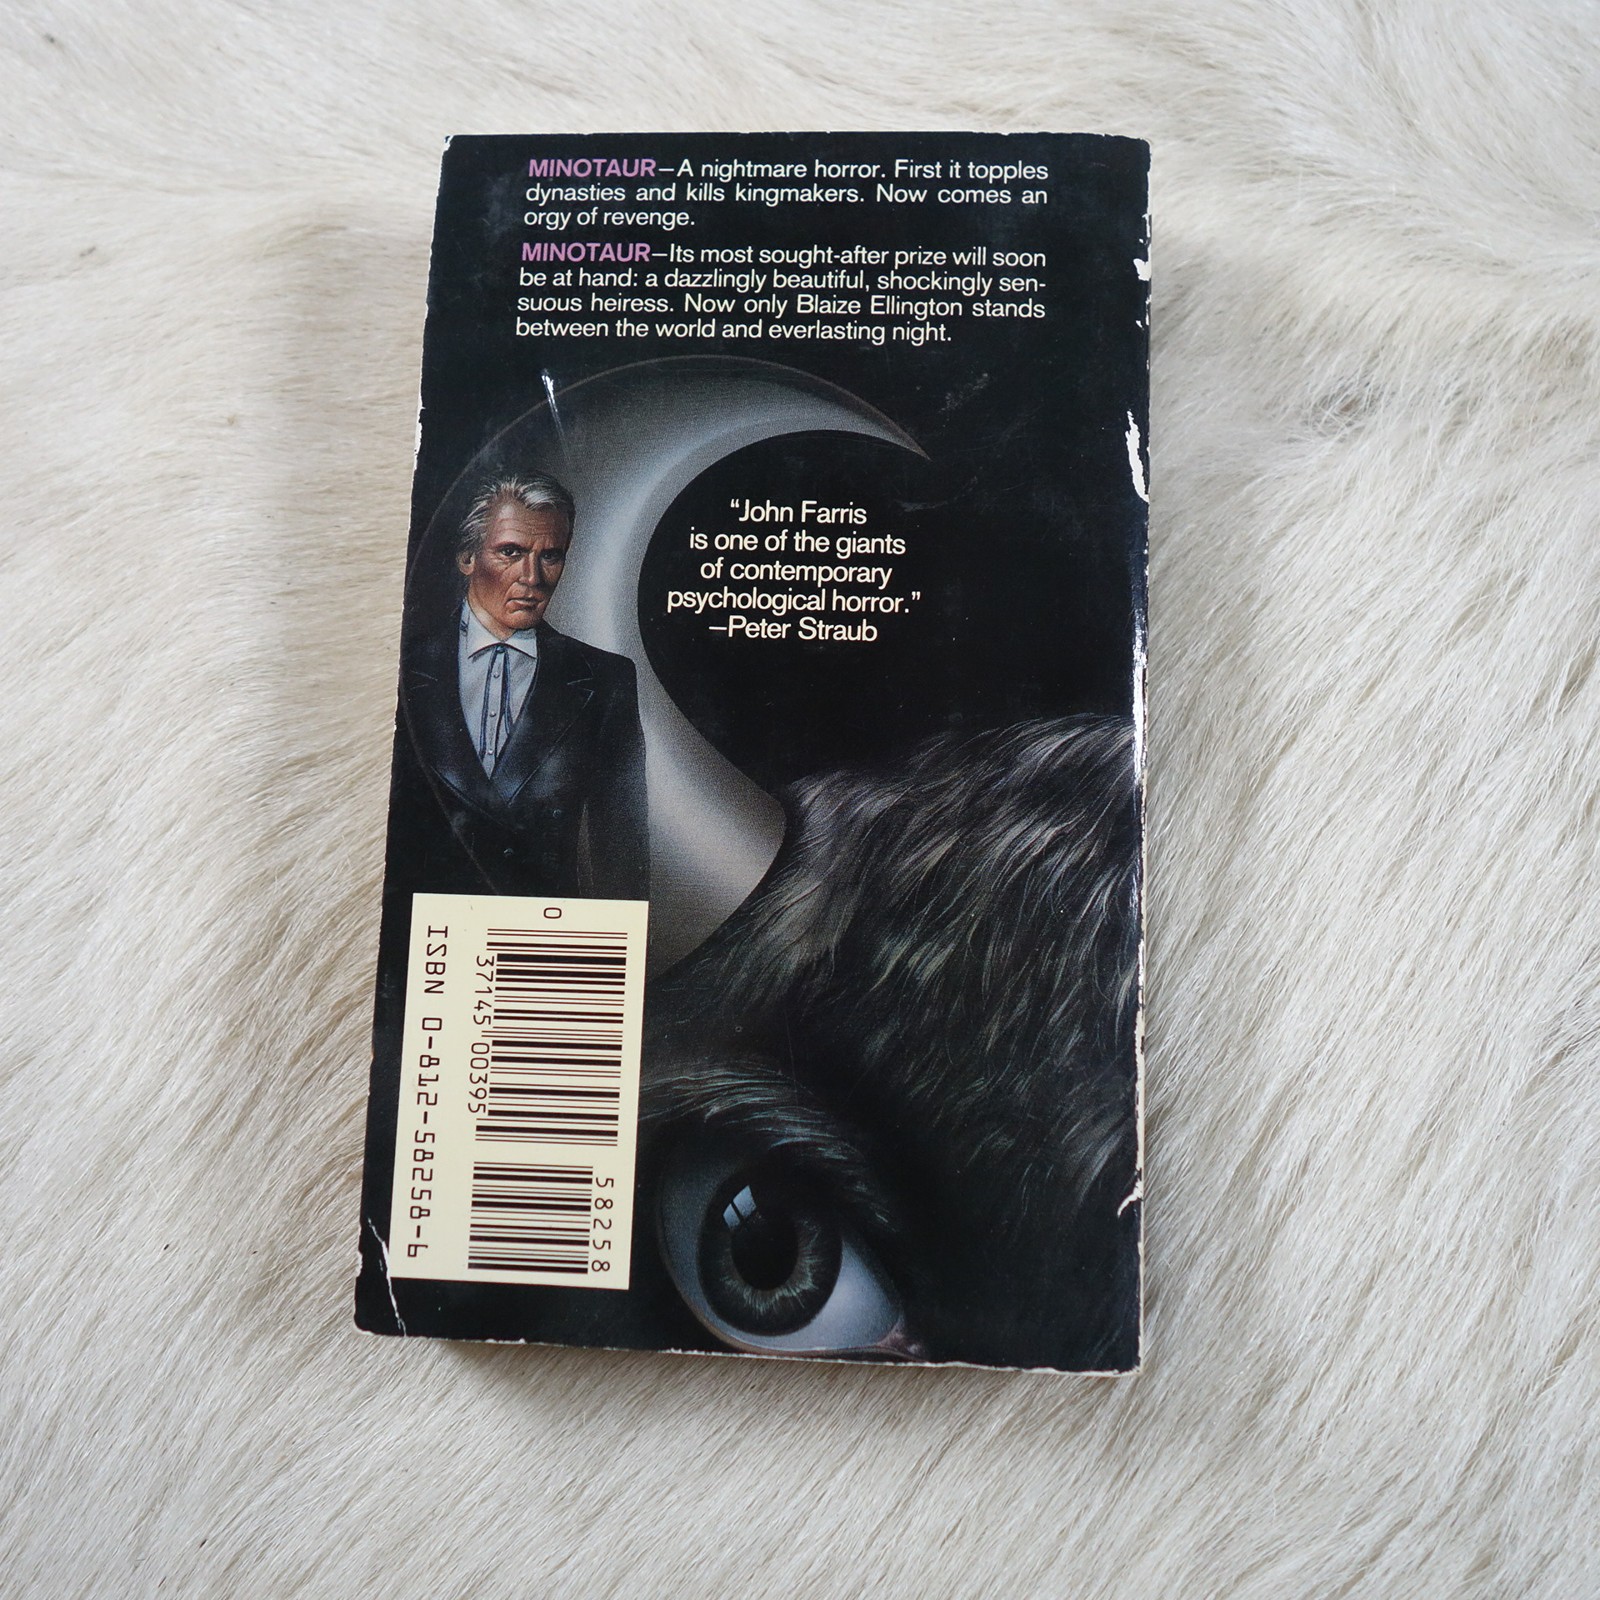 MINOTAUR—A nightmare horror. First it topples
dynasties and kills kingmakers. Now comes an
orgy of revenge.
MINOTAUR—Its most sought-after prize will soon
be at hand: a dazzlingly beautiful, shockingly sen-
suous heiress. Now only Blaize Ellington stands
between the world and everlasting night.
“John Farris
is one of the giants
of contemporary
psychological horror.”
—Peter Straub
0
37145 00395
58258
ISBN 0-812-58258-6